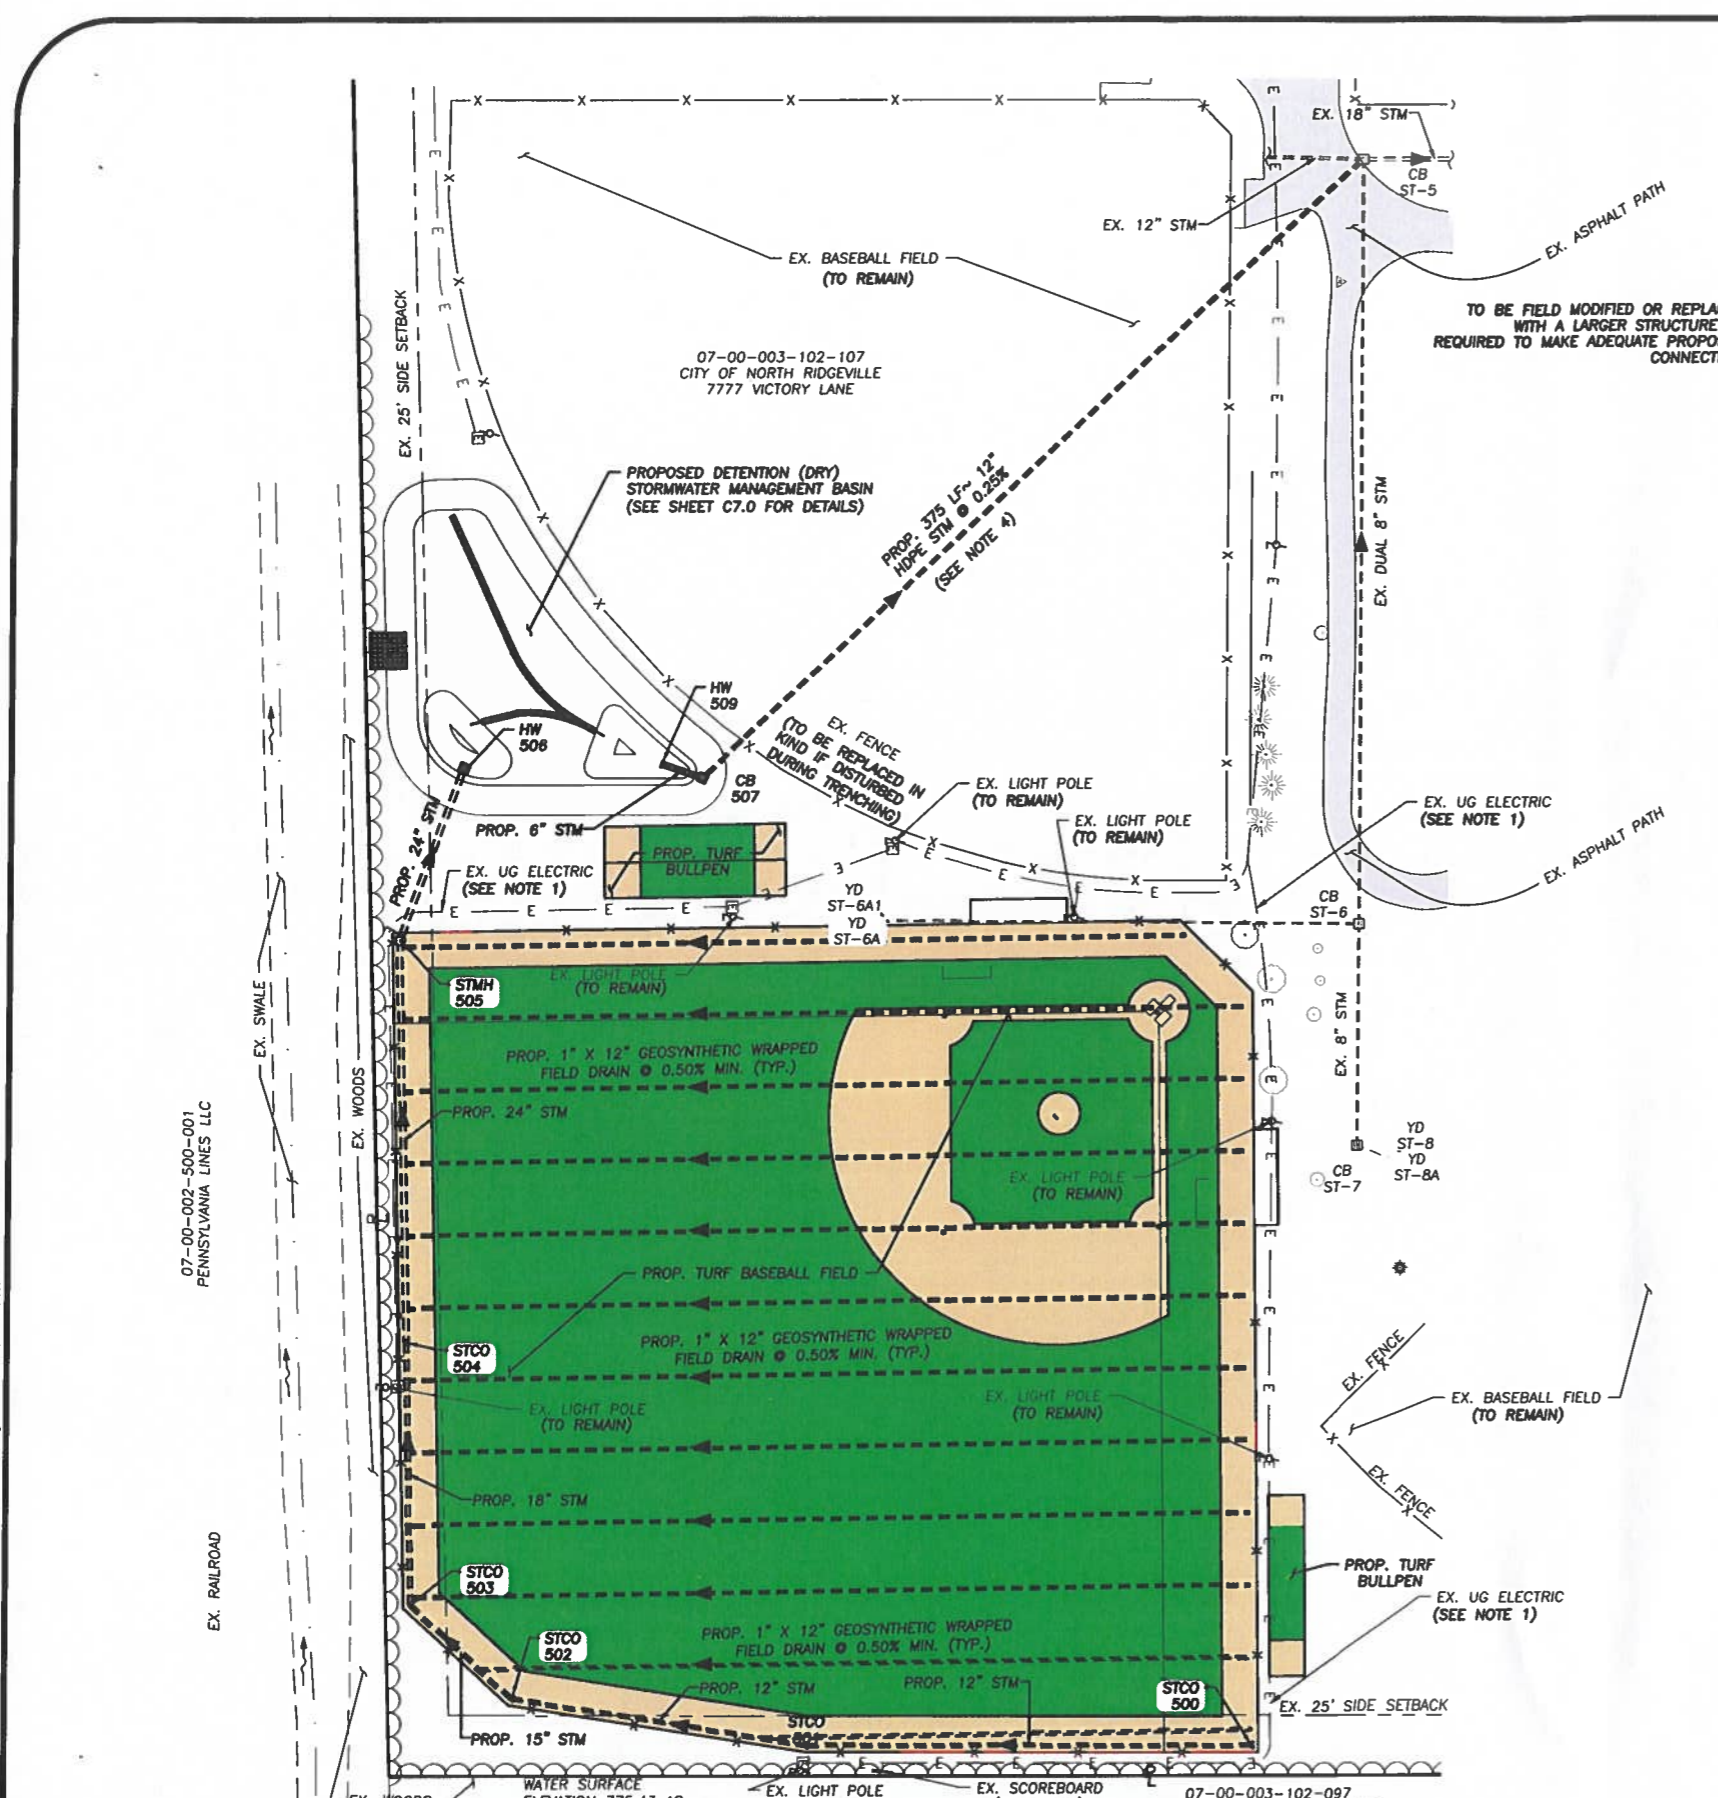 EX. 18" STM
CB
ST-5
EX. 12" STM
EX. ASPHALT PATH
EX. BASEBALL FIELD
(TO REMAIN)
EX. 25' SIDE SETBACK
07-00-003-102-107
CITY OF NORTH RIDGEVILLE
7777 VICTORY LANE
TO BE FIELD MODIFIED OR
WITH A LARGER STRUCTURE
REQUIRED TO MAKE ADEQUATE
PROPOSED DETENTION (DRY)
STORMWATER MANAGEMENT BASIN
(SEE SHEET C7.0 FOR DETAILS)
PROP. 375 LF~ 12"
HDPE STM @ 0.25%
(SEE NOTE 4)
EX. DUAL 8" STM
HW
509
HW
506
CB
507
EX. FENCE
(TO BE REPLACED IN
KIND IF DISTURBED
DURING TRENCHING)
PROP. 24" STM
PROP. 6" STM
PROP. TURF
BULLPEN
EX. LIGHT POLE
(TO REMAIN)
EX. LIGHT POLE
(TO REMAIN)
EX. UG ELECTRIC
(SEE NOTE 1)
EX. UG ELECTRIC
(SEE NOTE 1)
EX. ASPHALT PATH
YD
ST-6A1
YD
ST-6A
CB
ST-6
EX. LIGHT POLE
(TO REMAIN)
STMH
505
EX. SWALE
EX. WOODS
EX. 8" STM
PROP. 1" X 12" GEOSYNTHETIC WRAPPED
FIELD DRAIN @ 0.50% MIN. (TYP.)
PROP. 24" STM
07-00-002-500-001
PENNSYLVANIA LINES LLC
EX. LIGHT POLE
(TO REMAIN)
YD
ST-8
YD
ST-8A
CB
ST-7
PROP. TURF BASEBALL FIELD
PROP. 1" X 12" GEOSYNTHETIC WRAPPED
FIELD DRAIN @ 0.50% MIN. (TYP.)
STCO
504
EX. LIGHT POLE
(TO REMAIN)
EX. LIGHT POLE
(TO REMAIN)
EX. FENCE
EX. BASEBALL FIELD
(TO REMAIN)
EX. FENCE
PROP. 18" STM
EX. RAILROAD
STCO
503
PROP. TURF
BULLPEN
EX. UG ELECTRIC
(SEE NOTE 1)
STCO
502
PROP. 1" X 12" GEOSYNTHETIC WRAPPED
FIELD DRAIN @ 0.50% MIN. (TYP.)
PROP. 12" STM
PROP. 12" STM
STCO
500
EX. 25' SIDE SETBACK
STCO
PROP. 15" STM
WATER SURFACE
EX. LIGHT POLE
EX. SCOREBOARD
07-00-003-102-097